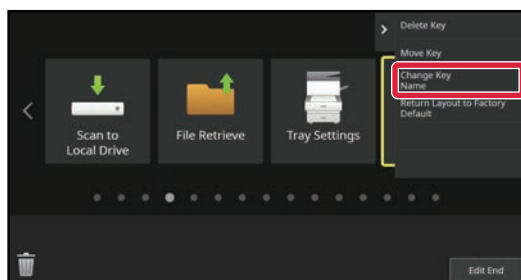 Delete Key
Move Key
Change Key
Name
Return Layout to Factory
Default
Scan to
Local Drive
File Retrieve
Tray Settings
Edit End